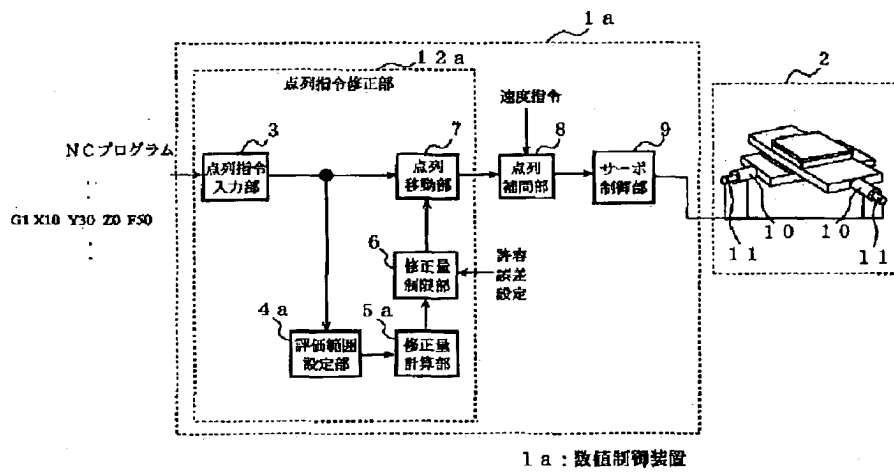 1a
12a
2
点列指令修正部
速度指令
3
7
8
9
NCプログラム
点列指令
入力部
点列
移動部
点列
補間部
サーボ
制御部
G1 X10 Y30 Z0 F50
6
修正量
制限部
許容
誤差
設定
10
10
11
11
4a
5a
評価範囲
設定部
修正量
計算部
1a:数値制御装置